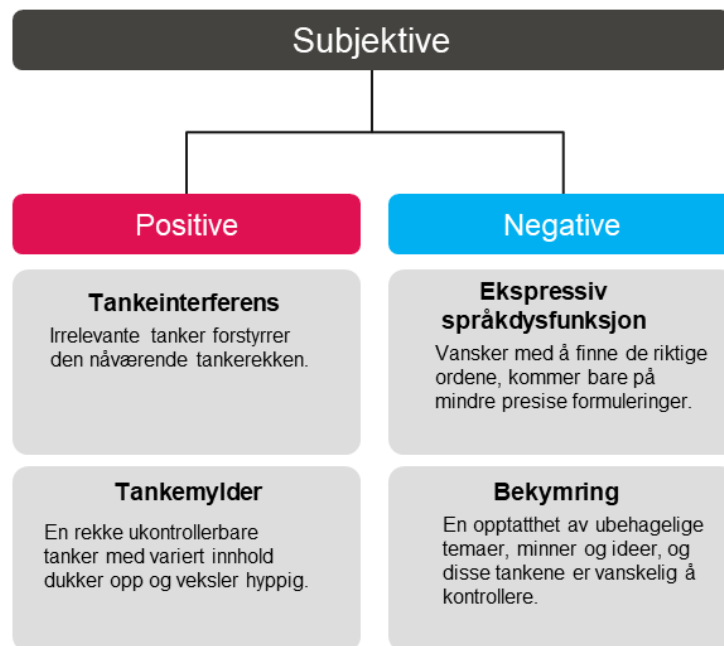 Subjektive
Positive
Negative
Tankeinterferens
Irrelevante tanker forstyrrer
den nåværende tankerekken.
Ekspressiv
språkdysfunksjon
Vansker med å finne de riktige
ordene, kommer bare på
mindre presise formuleringer.
Tankemylder
En rekke ukontrollerbare
tanker med variert innhold
dukker opp og veksler hyppig.
Bekymring
En opptatthet av ubehagelige
temaer, minner og ideer, og
disse tankene er vanskelig å
kontrollere.